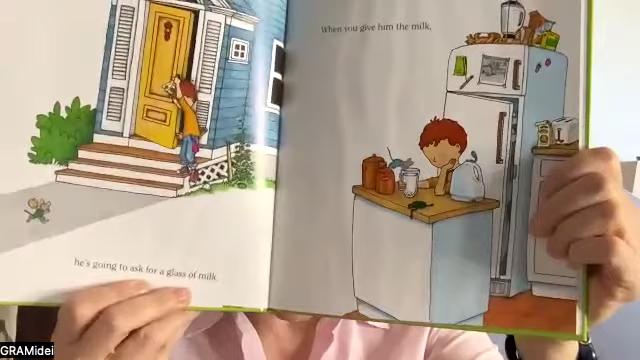 When you give him the milk,
he's going to ask for a glass of milk.
GRAMidei